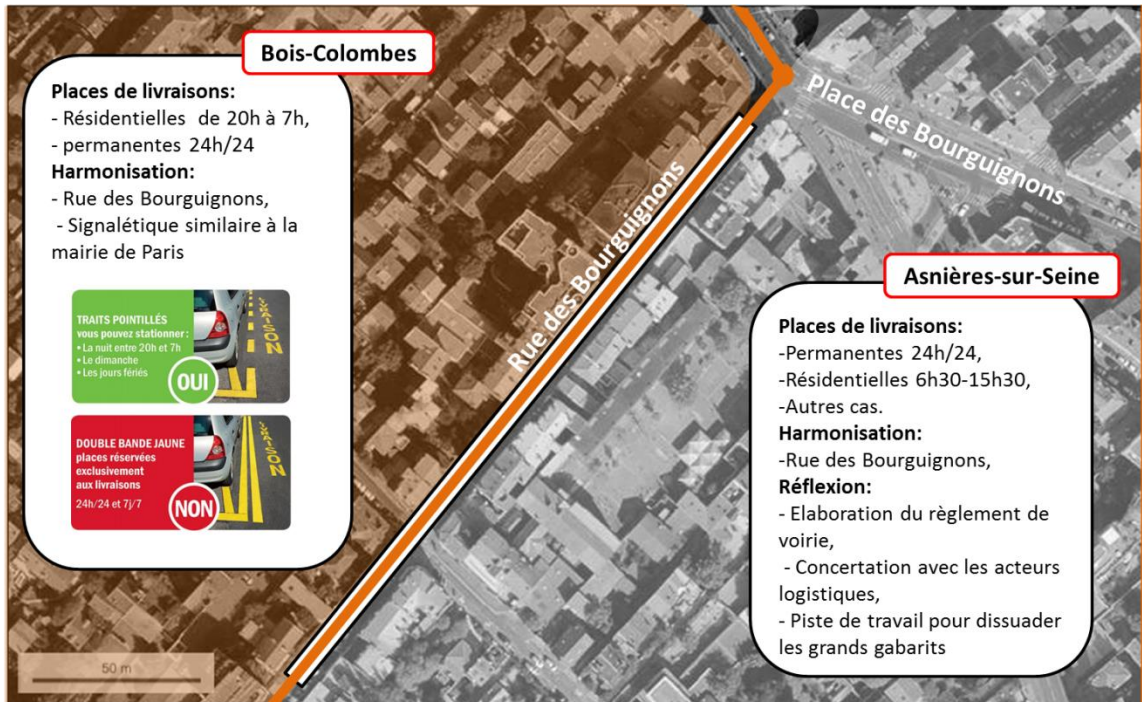 Bois-Colombes
Places de livraisons:
- Résidentielles de 20h à 7h,
- permanentes 24h/24
Harmonisation:
- Rue des Bourguignons,
- Signalétique similaire à la
mairie de Paris
TRAITS POINTILLÉS
vous pouvez stationner :
• La nuit entre 20h et 7h
• Le dimanche
• Les jours fériés
OUI
LIVRAISON
DOUBLE BANDE JAUNE
places réservées
exclusivement
aux livraisons
24h/24 et 7j/7
NON
LIVRAISON
50 m
Rue des Bourguignons
Place des Bourguignons
Asnières-sur-Seine
Places de livraisons:
-Permanentes 24h/24,
-Résidentielles 6h30-15h30,
-Autres cas.
Harmonisation:
-Rue des Bourguignons,
Réflexion:
- Elaboration du règlement de
voirie,
- Concertation avec les acteurs
logistiques,
- Piste de travail pour dissuader
les grands gabarits